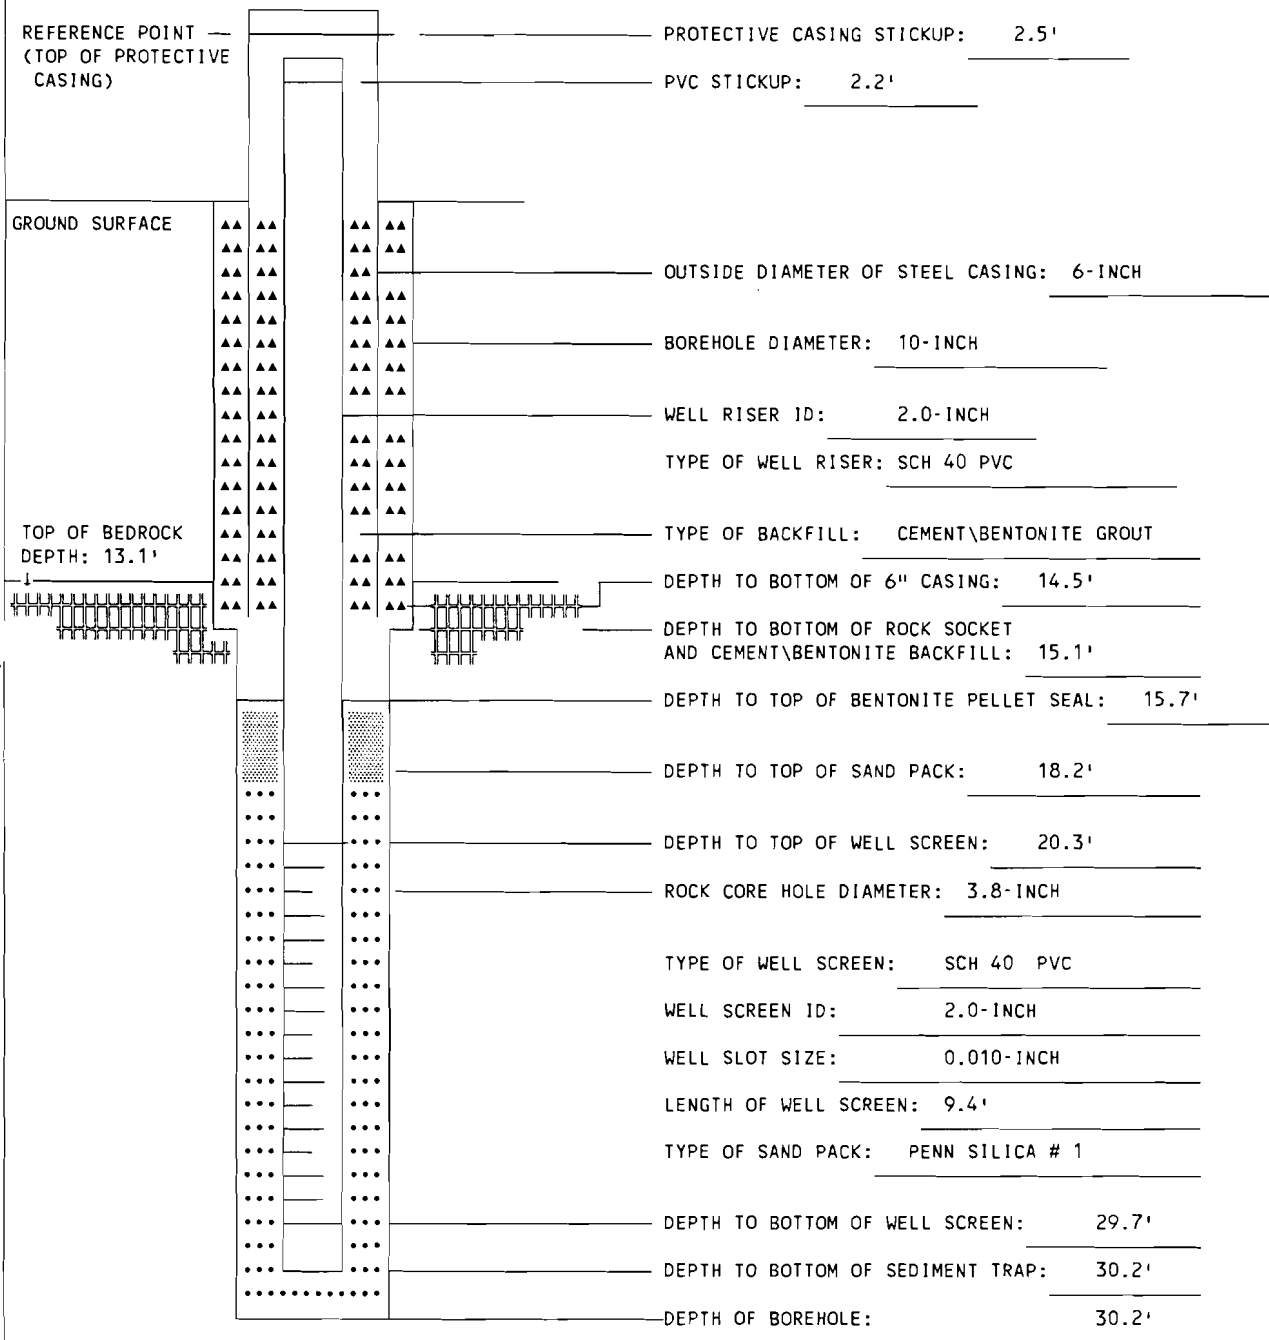 REFERENCE POINT
(TOP OF PROTECTIVE
CASING)
PROTECTIVE CASING STICKUP: 2.5'
PVC STICKUP: 2.2'
GROUND SURFACE
OUTSIDE DIAMETER OF STEEL CASING: 6-INCH
BOREHOLE DIAMETER: 10-INCH
WELL RISER ID: 2.0-INCH
TYPE OF WELL RISER: SCH 40 PVC
TOP OF BEDROCK
DEPTH: 13.1'
TYPE OF BACKFILL: CEMENT\BENTONITE GROUT
DEPTH TO BOTTOM OF 6" CASING: 14.5'
DEPTH TO BOTTOM OF ROCK SOCKET
AND CEMENT\BENTONITE BACKFILL: 15.1'
DEPTH TO TOP OF BENTONITE PELLET SEAL: 15.7'
DEPTH TO TOP OF SAND PACK: 18.2'
DEPTH TO TOP OF WELL SCREEN: 20.3'
ROCK CORE HOLE DIAMETER: 3.8-INCH
TYPE OF WELL SCREEN: SCH 40 PVC
WELL SCREEN ID: 2.0-INCH
WELL SLOT SIZE: 0.010-INCH
LENGTH OF WELL SCREEN: 9.4'
TYPE OF SAND PACK: PENN SILICA # 1
DEPTH TO BOTTOM OF WELL SCREEN: 29.7'
DEPTH TO BOTTOM OF SEDIMENT TRAP: 30.2'
DEPTH OF BOREHOLE: 30.2'